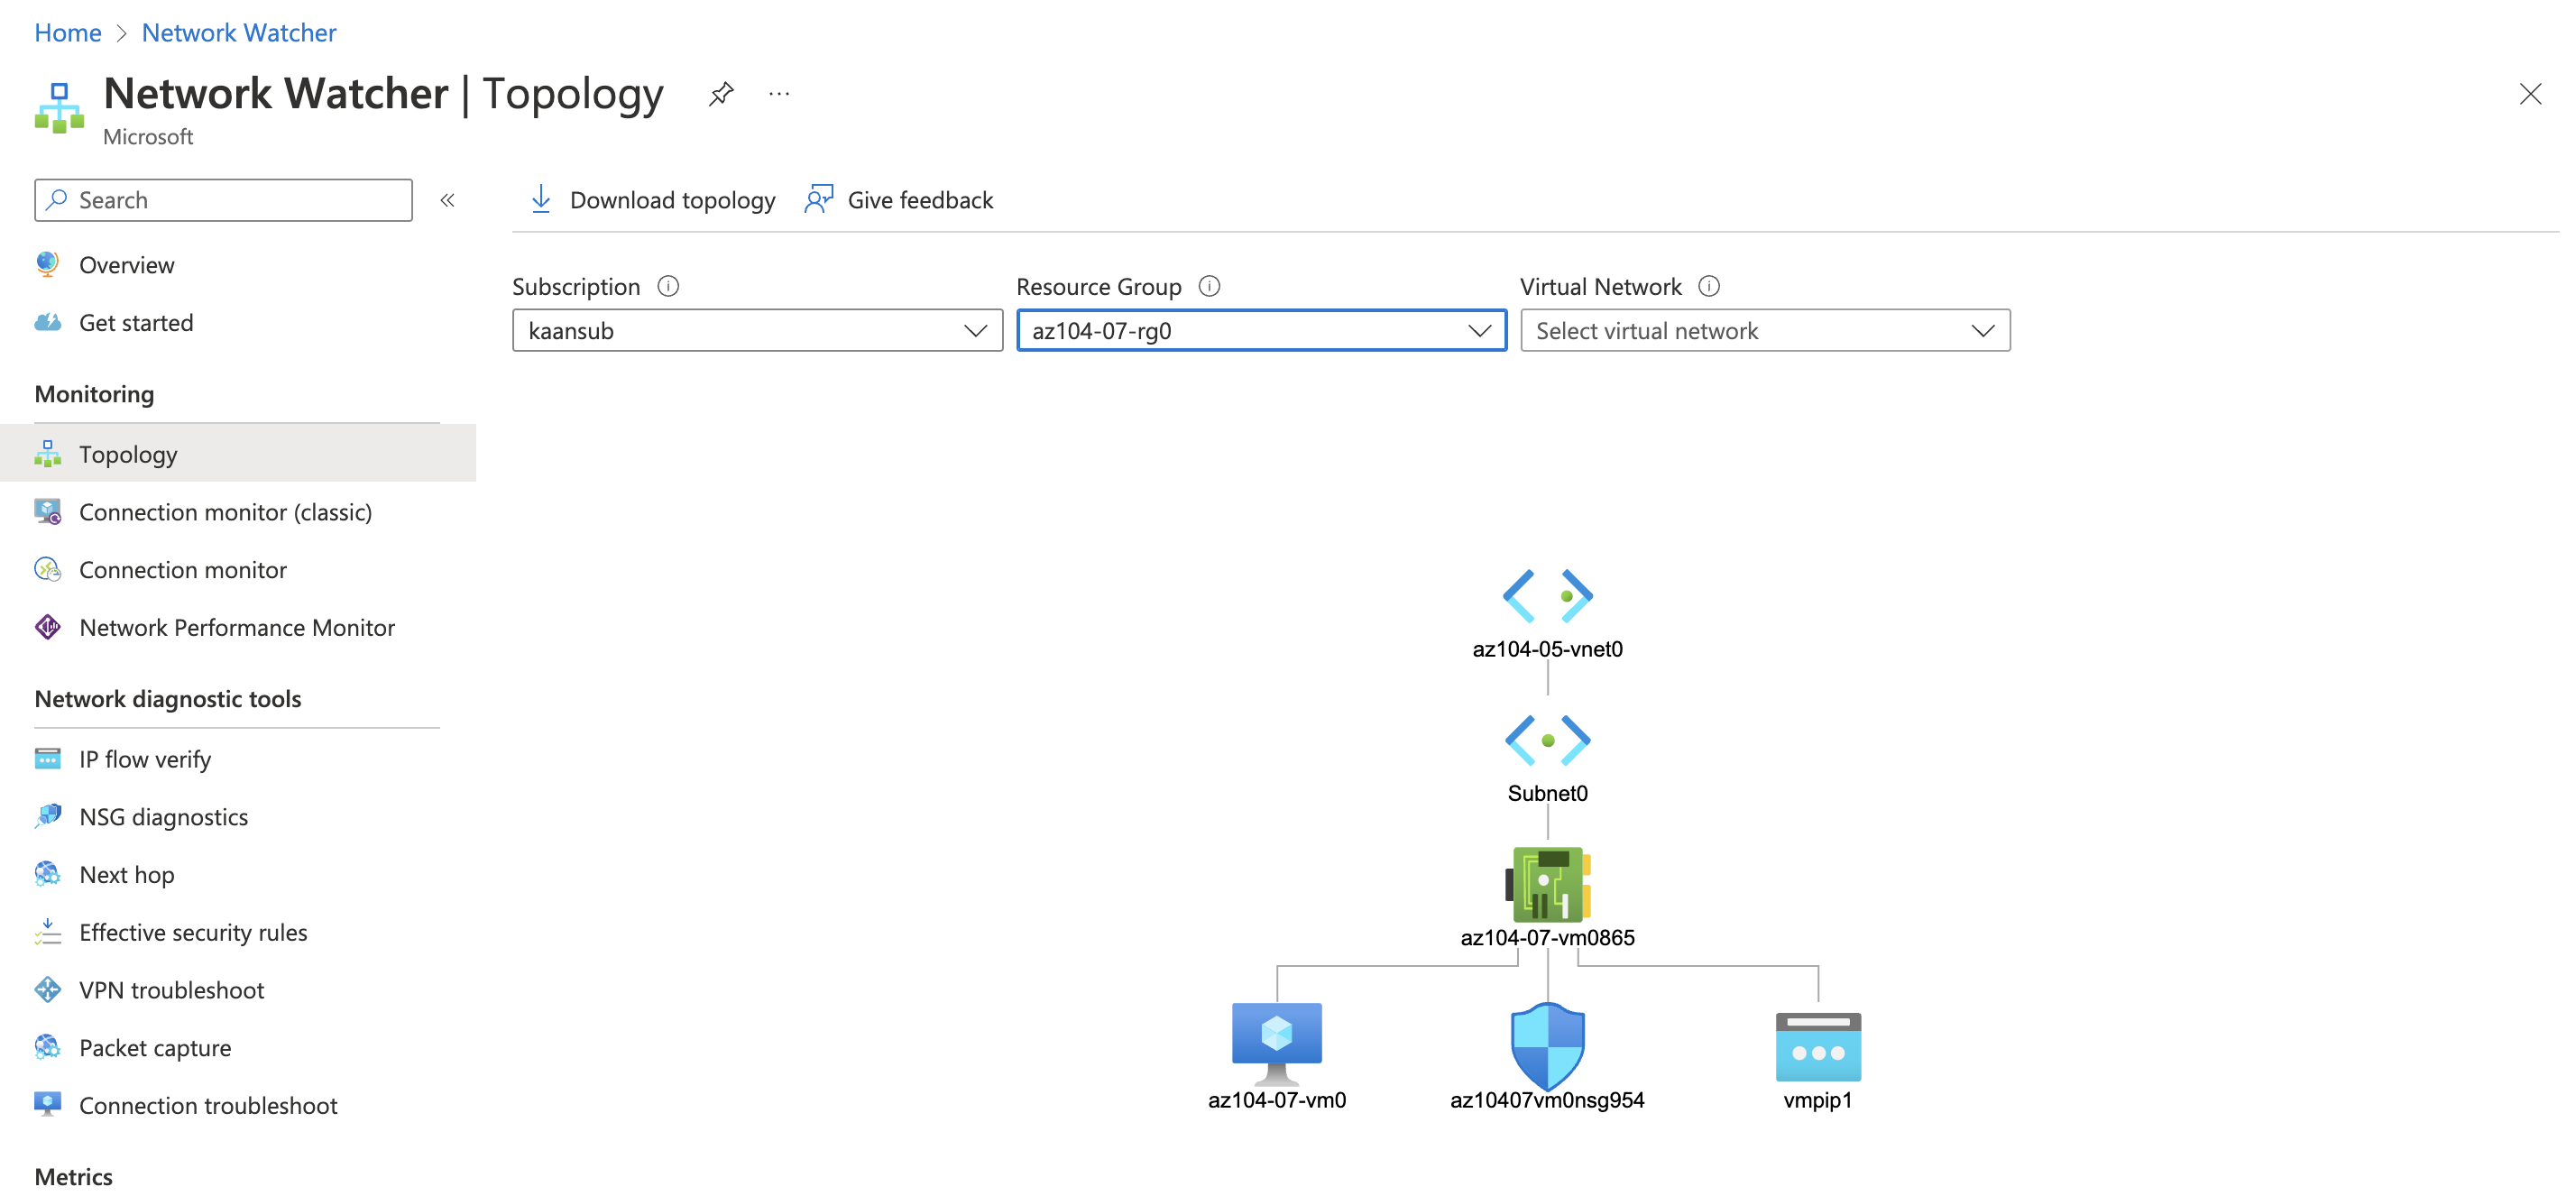 Home > Network Watcher
Network Watcher | Topology ...
Microsoft
Search
«
Download topology
Give feedback
Overview
Get started
Monitoring
Topology
Connection monitor (classic)
Connection monitor
Network Performance Monitor
Network diagnostic tools
IP flow verify
NSG diagnostics
Next hop
Effective security rules
VPN troubleshoot
Packet capture
Connection troubleshoot
Metrics
Subscription
kaansub
Resource Group
az104-07-rg0
Virtual Network
Select virtual network
az104-05-vnet0
Subnet0
az104-07-vm0865
az104-07-vm0
az10407vm0nsg954
vmpip1